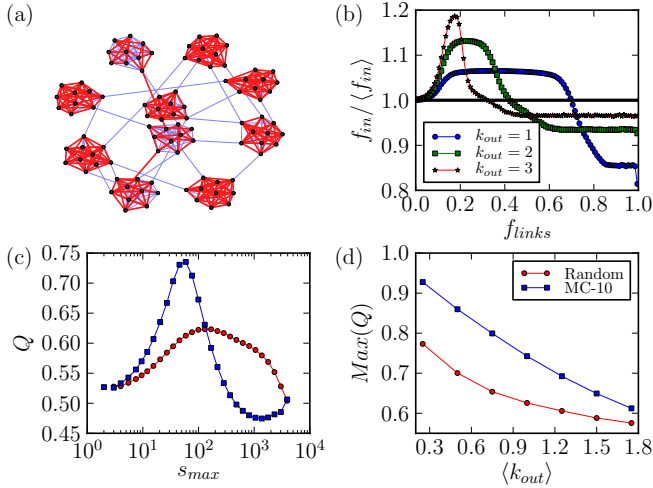 (a)
(b)
1.2
1.1
1.0
0.9
0.8
0.0 0.2 0.4 0.6 0.8 1.0
f_in/⟨f_in⟩
f_links
k_out = 1
k_out = 2
k_out = 3
(c)
0.75
0.70
0.65
0.60
0.55
0.50
0.45
10^0 10^1 10^2 10^3 10^4
Q
s_max
(d)
1.0
0.9
0.8
0.7
0.6
0.3 0.6 0.9 1.2 1.5 1.8
Max(Q)
⟨k_out⟩
Random
MC-10